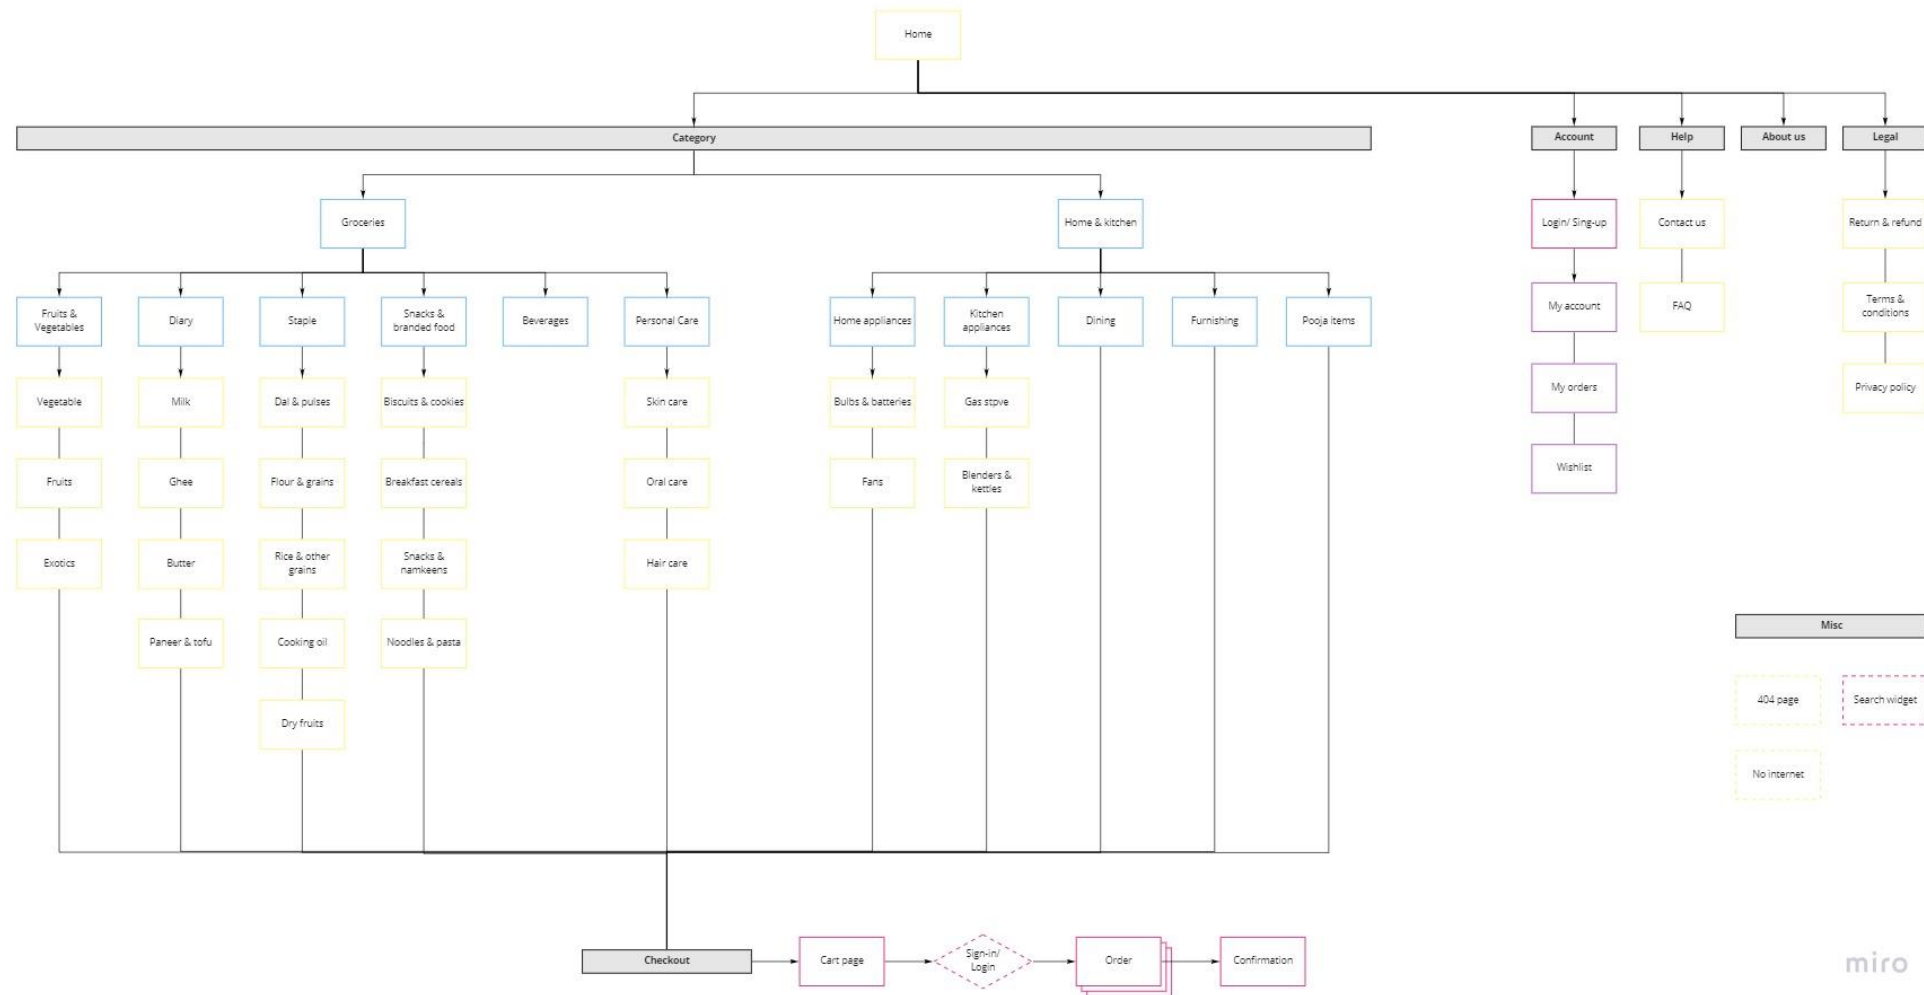 Home
Category
Account
Help
About us
Legal
Groceries
Home & kitchen
Login/ Sing-up
Contact us
Return & refund
Fruits &
Vegetables
Diary
Staple
Snacks &
branded food
Beverages
Personal Care
Home appliances
Kitchen
appliances
Dining
Furnishing
Pooja items
My account
FAQ
Terms &
conditions
Vegetable
Milk
Dal & pulses
Biscuits & cookies
Skin care
Bulbs & batteries
Gas stpve
My orders
Privacy policy
Fruits
Ghee
Flour & grains
Breakfast cereals
Oral care
Fans
Blenders &
kettles
Wishlist
Exotics
Butter
Rice & other
grains
Snacks &
namkeens
Hair care
Paneer & tofu
Cooking oil
Noodles & pasta
Misc
Dry fruits
404 page
Search widget
No internet
Checkout
Cart page
Sign-in/
Login
Order
Confirmation
miro